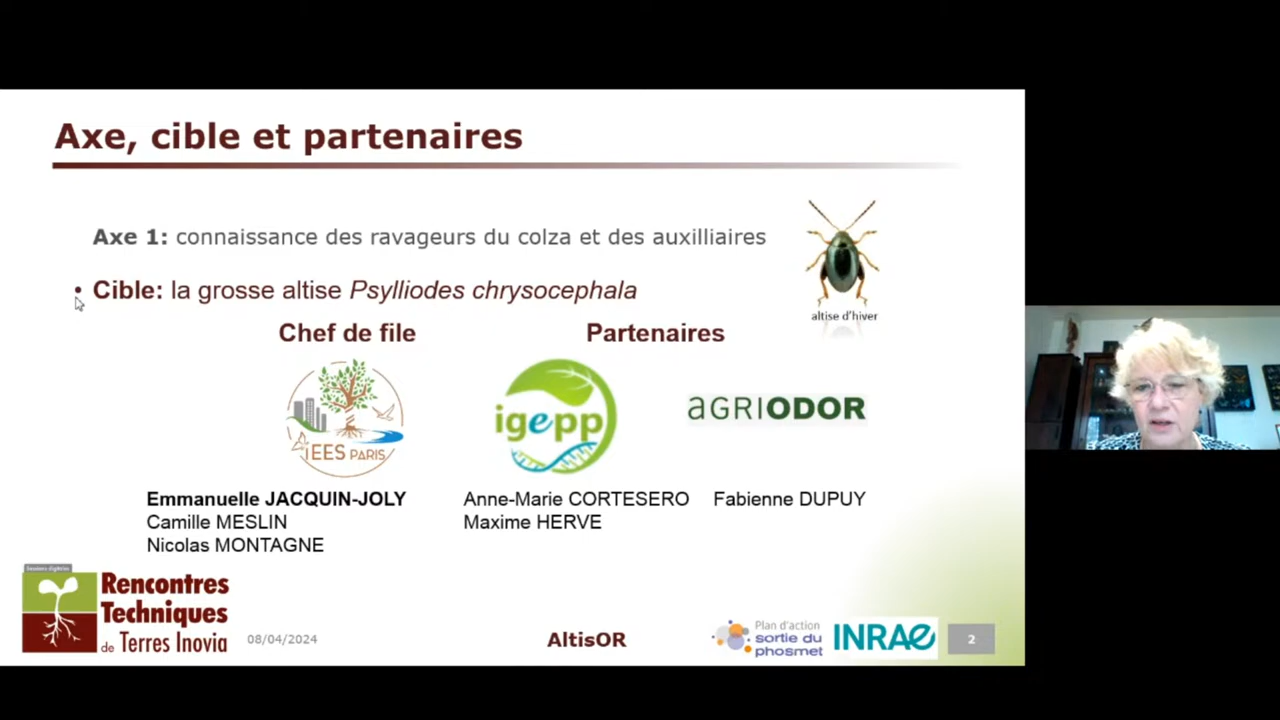 Axe, cible et partenaires
Axe 1: connaissance des ravageurs du colza et des auxilliaires
• Cible: la grosse altise Psylliodes chrysocephala
altise d'hiver
Chef de file
Partenaires
IEES PARIS
igepp
AGRIODOR
Emmanuelle JACQUIN-JOLY
Camille MESLIN
Nicolas MONTAGNE
Anne-Marie CORTESERO
Maxime HERVE
Fabienne DUPUY
Rencontres
Techniques
de Terres Inovia
08/04/2024
AltisOR
Plan d'action
sortie du
phosmet
INRAE
2